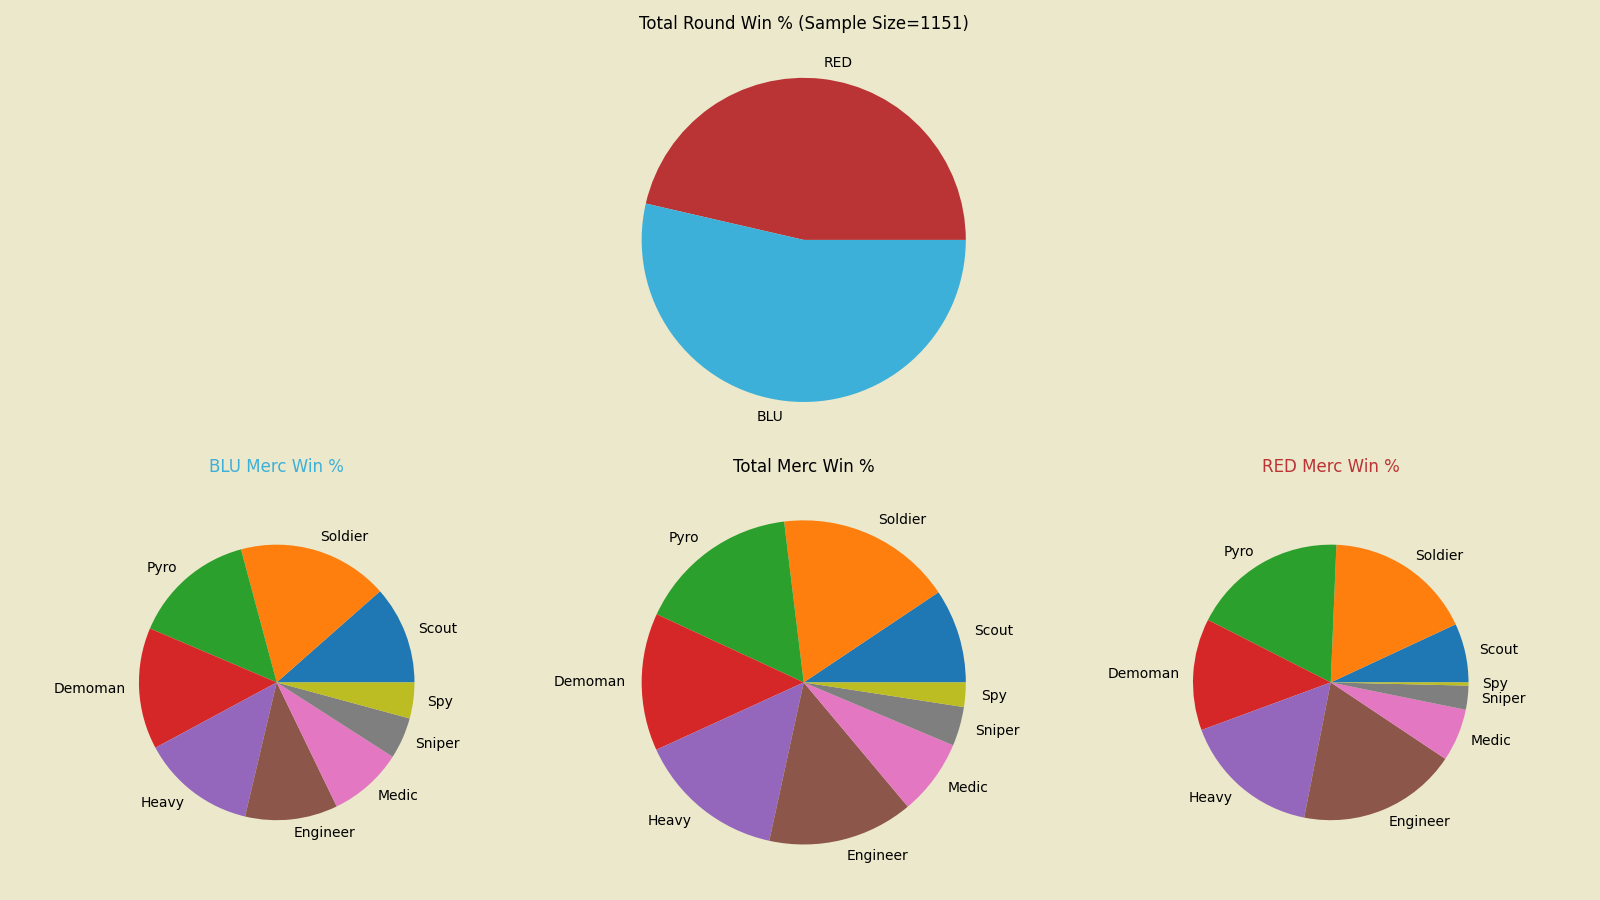 Total Round Win % (Sample Size=1151)
RED
BLU
BLU Merc Win %
Soldier
Pyro
Scout
Demoman
Spy
Sniper
Medic
Heavy
Engineer
Total Merc Win %
Soldier
Pyro
Scout
Demoman
Spy
Sniper
Medic
Heavy
Engineer
RED Merc Win %
Pyro
Soldier
Scout
Demoman
Spy
Sniper
Medic
Heavy
Engineer